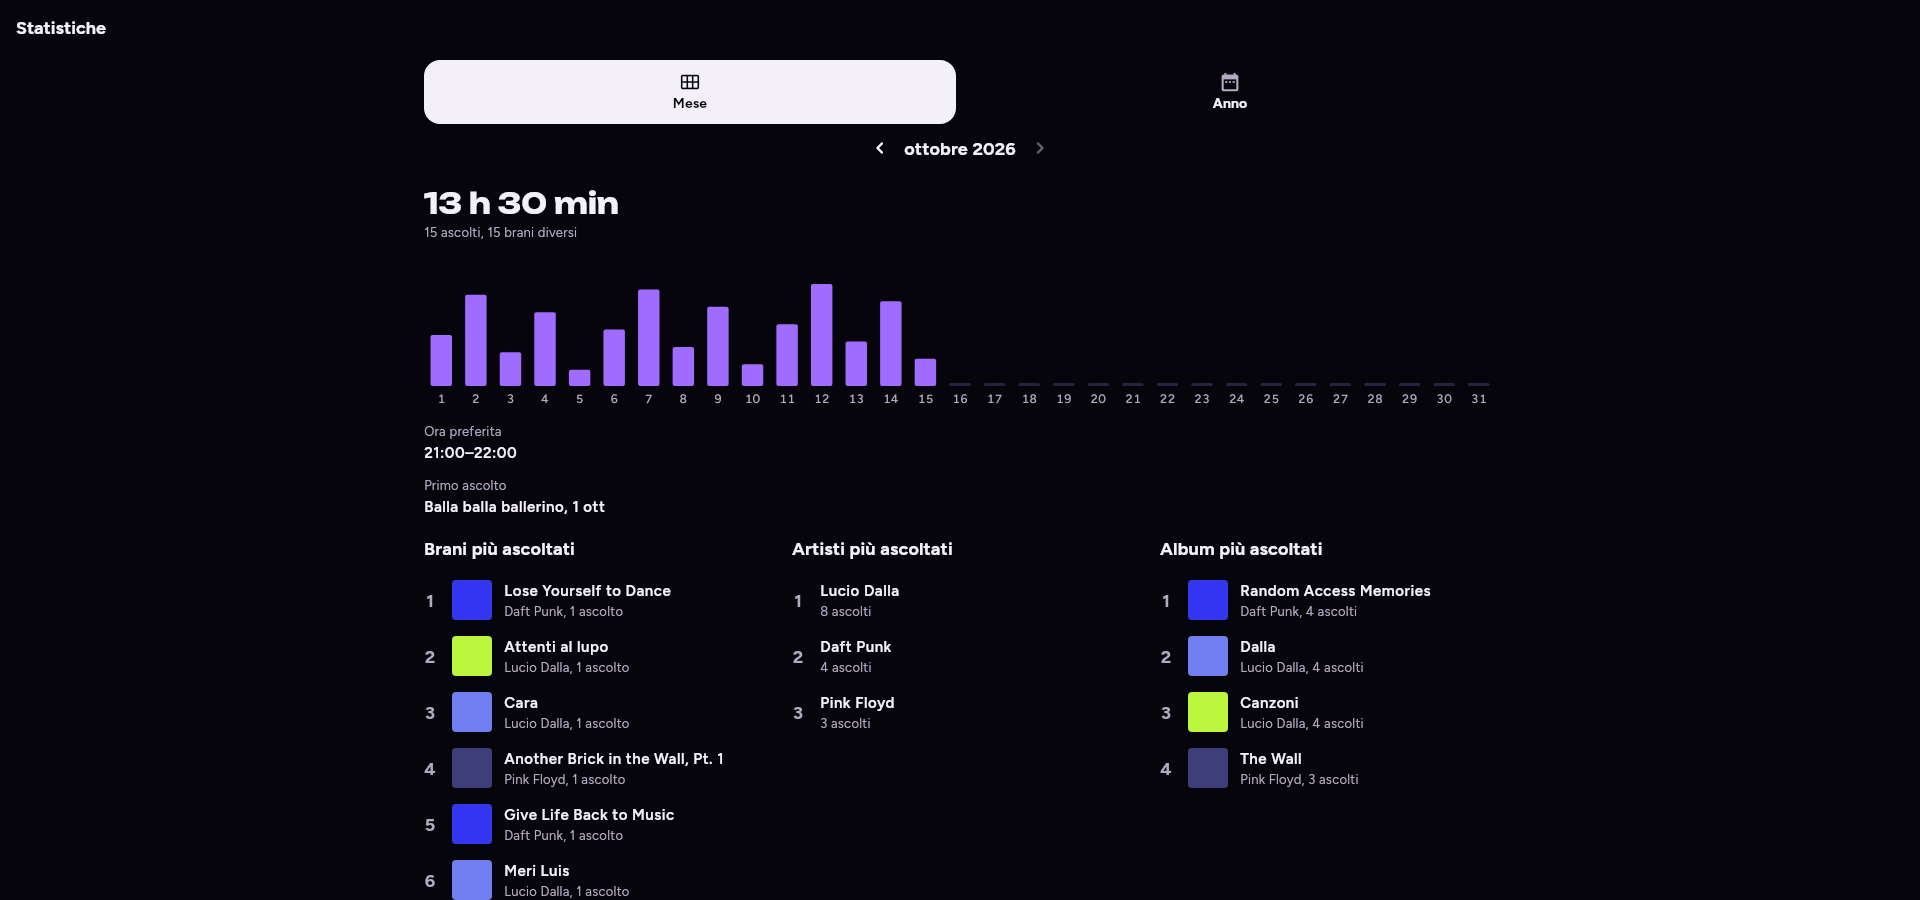 Statistiche
Mese
Anno
ottobre 2026
13 h 30 min
15 ascolti, 15 brani diversi
1 2 3 4 5 6 7 8 9 10 11 12 13 14 15 16 17 18 19 20 21 22 23 24 25 26 27 28 29 30 31
Ora preferita
21:00–22:00
Primo ascolto
Balla balla ballerino, 1 ott
Brani più ascoltati
1
Lose Yourself to Dance
Daft Punk, 1 ascolto
2
Attenti al lupo
Lucio Dalla, 1 ascolto
3
Cara
Lucio Dalla, 1 ascolto
4
Another Brick in the Wall, Pt. 1
Pink Floyd, 1 ascolto
5
Give Life Back to Music
Daft Punk, 1 ascolto
6
Meri Luis
Lucio Dalla, 1 ascolto
Artisti più ascoltati
1
Lucio Dalla
8 ascolti
2
Daft Punk
4 ascolti
3
Pink Floyd
3 ascolti
Album più ascoltati
1
Random Access Memories
Daft Punk, 4 ascolti
2
Dalla
Lucio Dalla, 4 ascolti
3
Canzoni
Lucio Dalla, 4 ascolti
4
The Wall
Pink Floyd, 3 ascolti